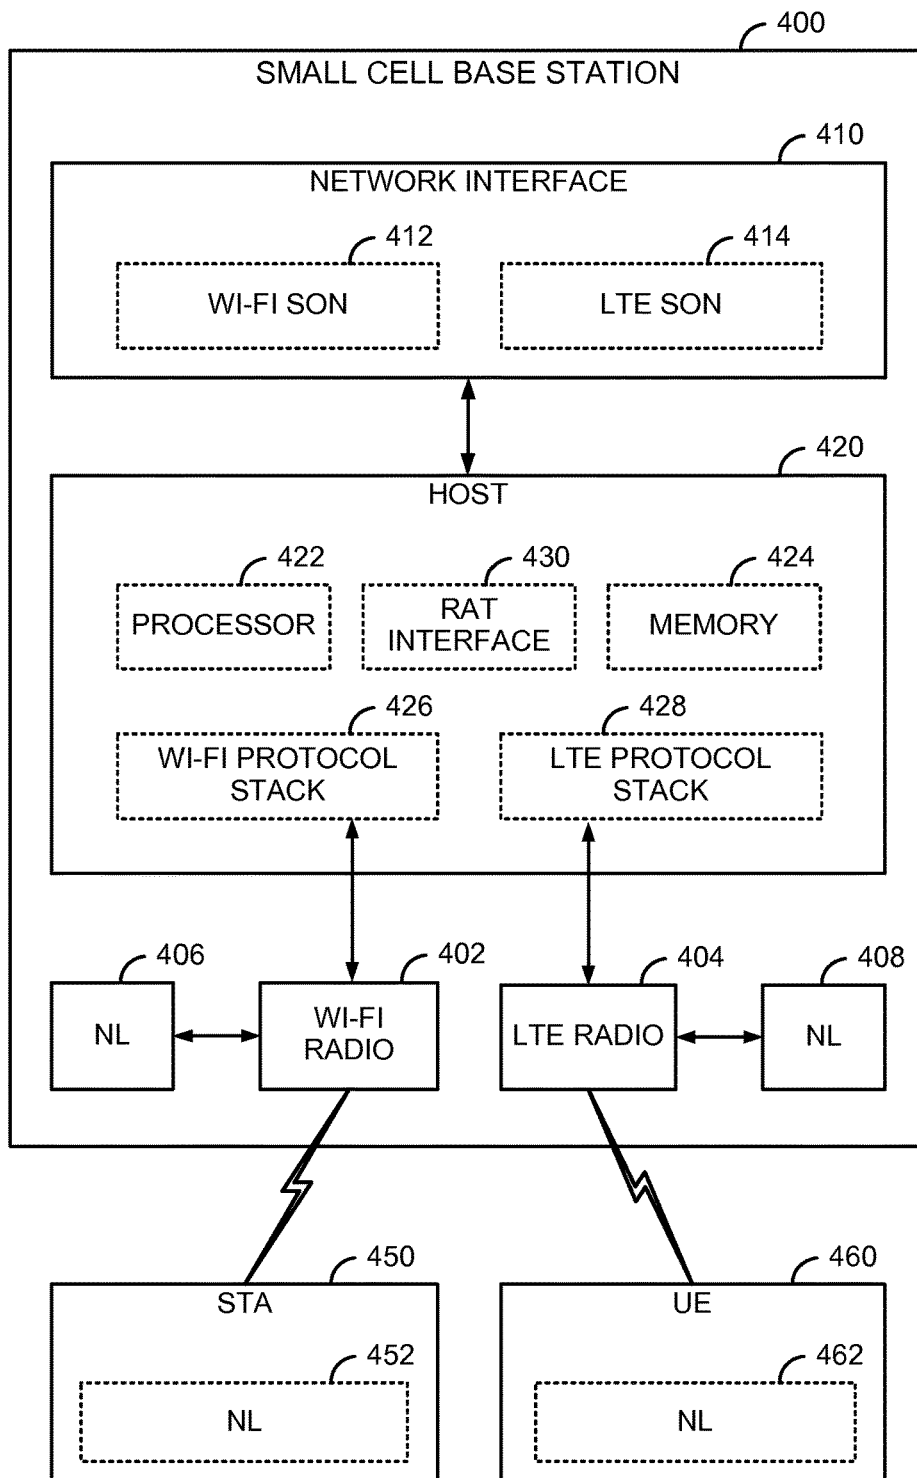 400
SMALL CELL BASE STATION
410
NETWORK INTERFACE
412
414
WI-FI SON
LTE SON
420
HOST
422
430
424
PROCESSOR
RAT
INTERFACE
MEMORY
426
428
WI-FI PROTOCOL
STACK
LTE PROTOCOL
STACK
406
402
404
408
NL
WI-FI
RADIO
LTE RADIO
NL
450
460
STA
UE
452
462
NL
NL